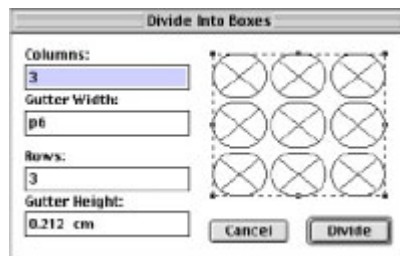 Divide Into Boxes
Columns:
3
Gutter Width:
p6
Rows:
3
Gutter Height:
0.212 cm
Cancel
Divide